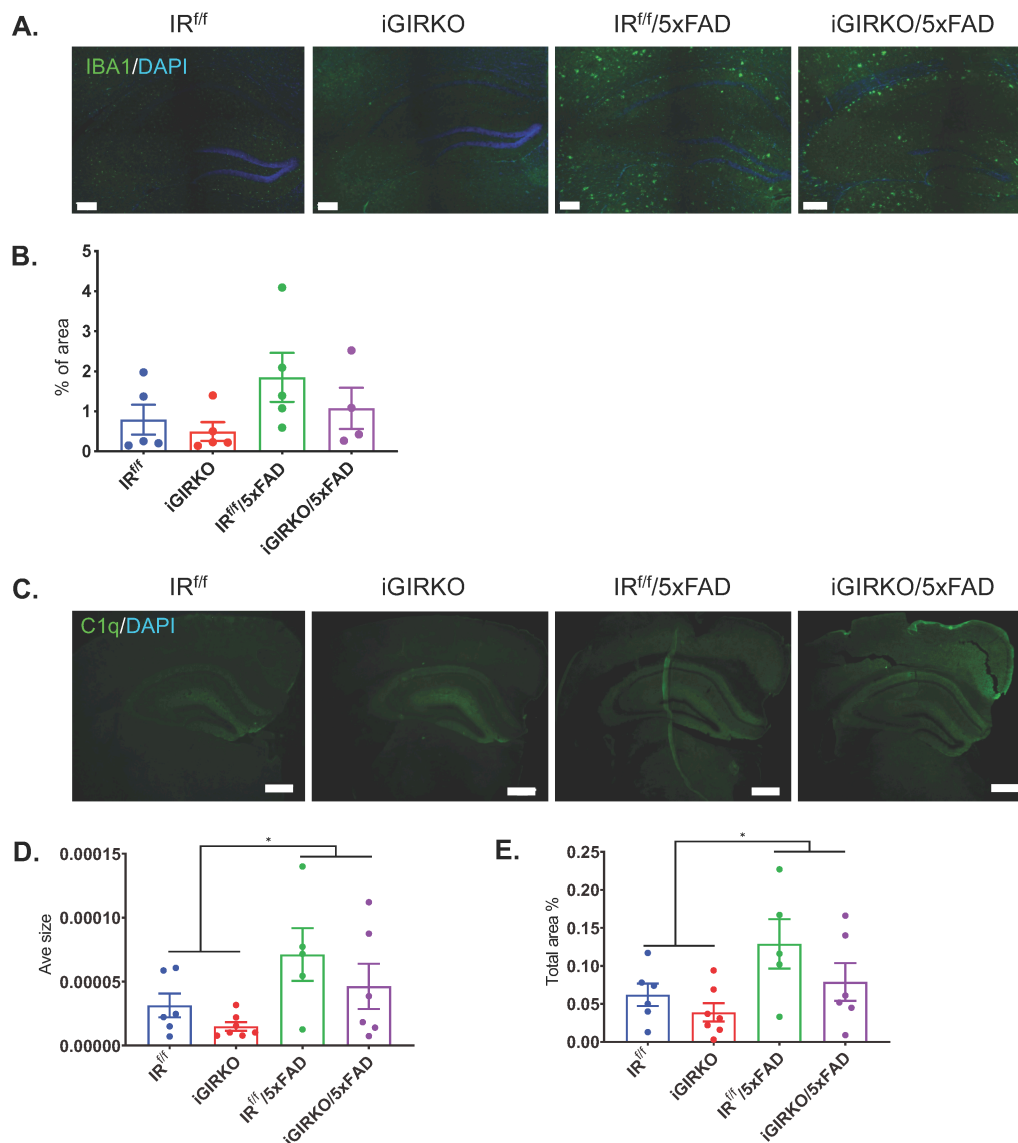 A.
IR^f/f
iGIRKO
IR^f/f/5xFAD
iGIRKO/5xFAD
IBA1/DAPI
B.
5
4
3
2
1
0
% of area
IR^f/f
iGIRKO
IR^f/f/5xFAD
iGIRKO/5xFAD
C.
IR^f/f
iGIRKO
IR^f/f/5xFAD
iGIRKO/5xFAD
C1q/DAPI
D.
*
0.00015
0.00010
0.00005
0.00000
Ave size
IR^f/f
iGIRKO
IR^f/f/5xFAD
iGIRKO/5xFAD
E.
*
0.25
0.20
0.15
0.10
0.05
0.00
Total area %
IR^f/f
iGIRKO
IR^f/f/5xFAD
iGIRKO/5xFAD